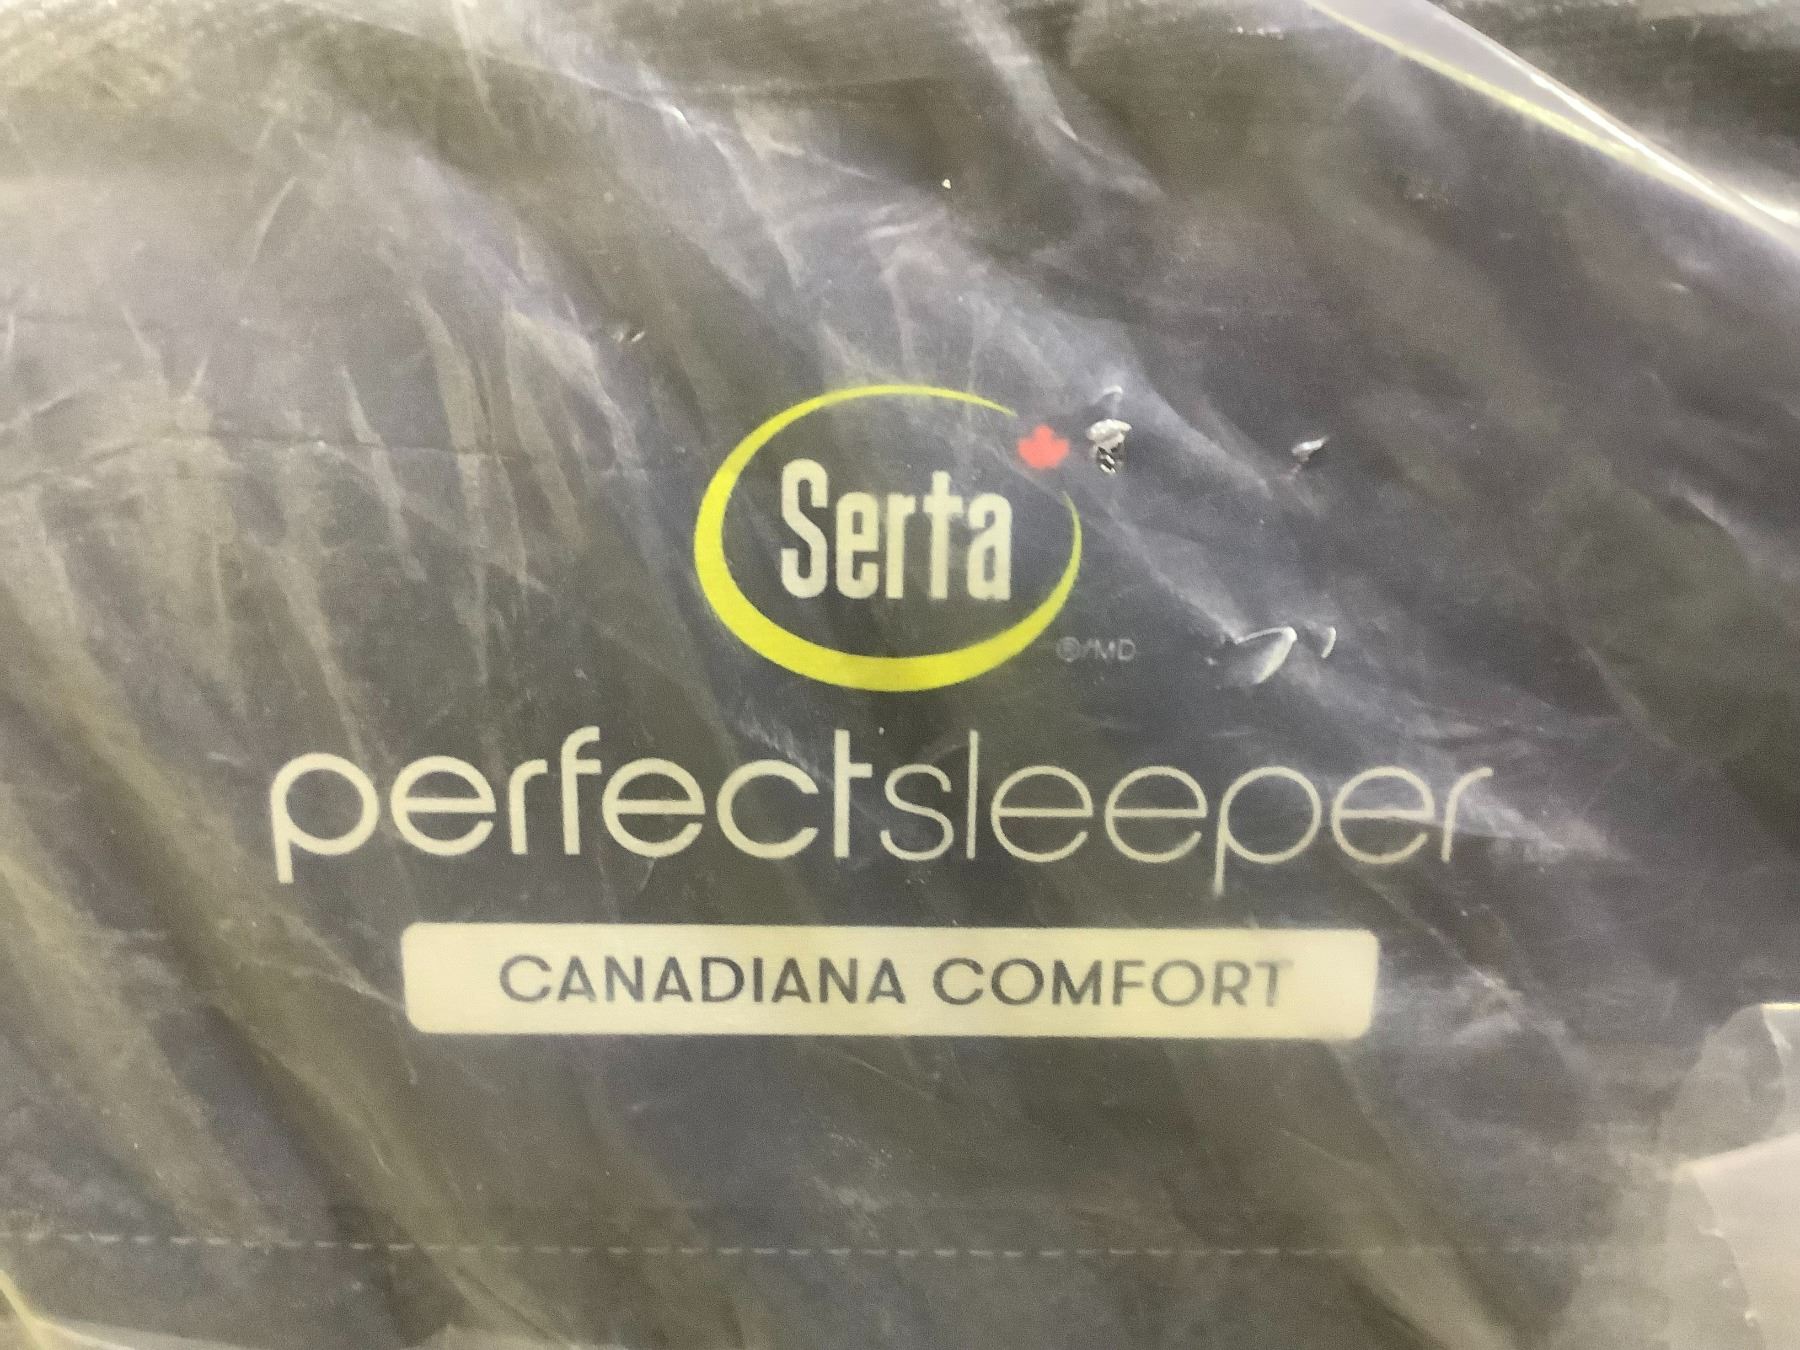 Serta
®/MD
perfectsleeper
CANADIANA COMFORT